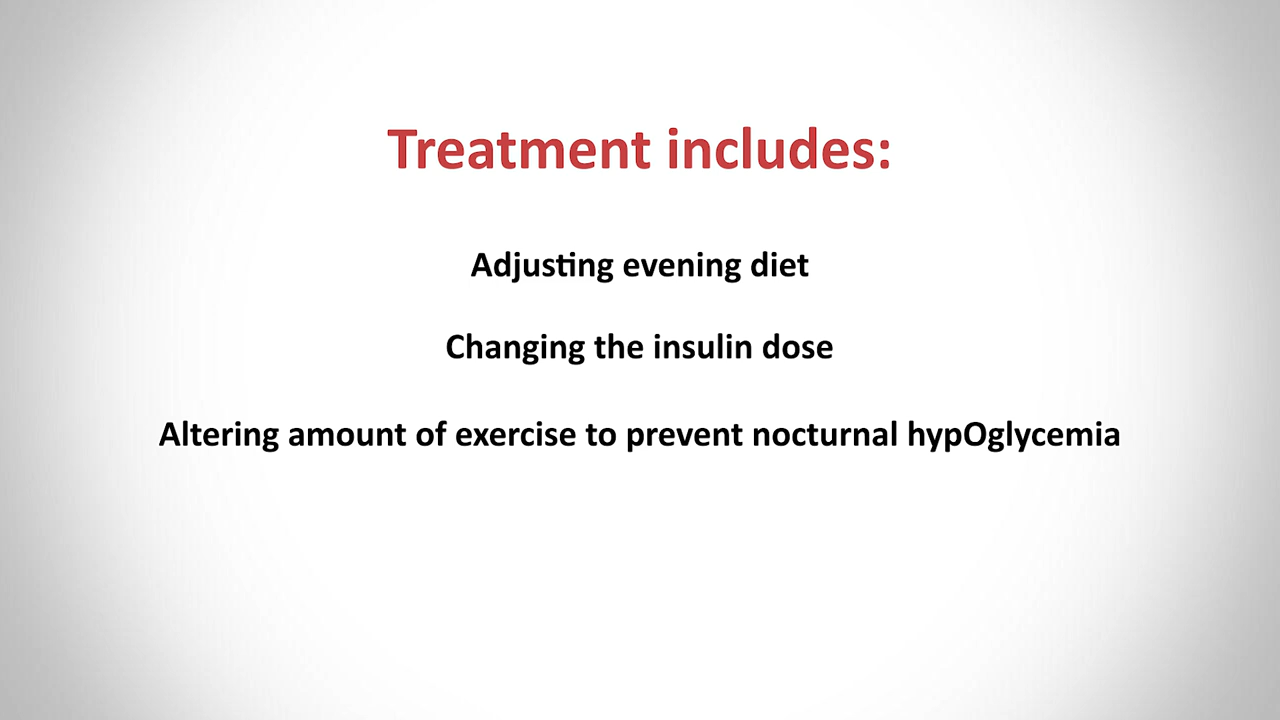 Treatment includes:
Adjusting evening diet
Changing the insulin dose
Altering amount of exercise to prevent nocturnal hypOglycemia